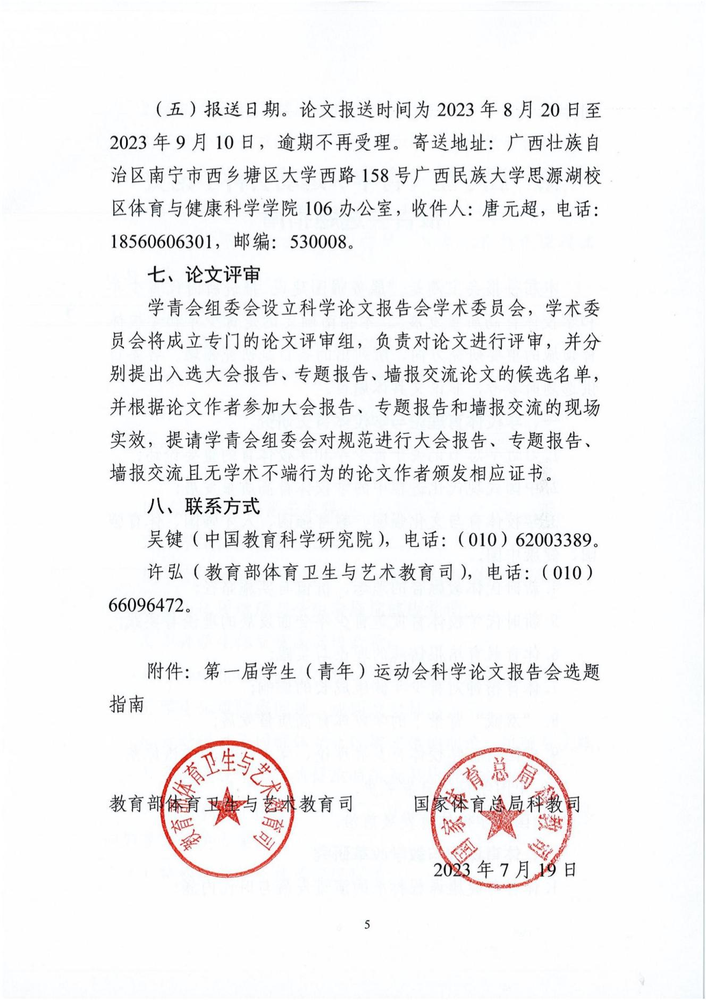 （五）报送日期。论文报送时间为 2023 年 8 月 20 日至
2023 年 9 月 10 日，逾期不再受理。寄送地址：广西壮族自
治区南宁市西乡塘区大学西路 158 号广西民族大学思源湖校
区体育与健康科学学院 106 办公室，收件人：唐元超，电话：
18560606301，邮编：530008。
七、论文评审
学青会组委会设立科学论文报告会学术委员会，学术委
员会将成立专门的论文评审组，负责对论文进行评审，并分
别提出入选大会报告、专题报告、墙报交流论文的候选名单，
并根据论文作者参加大会报告、专题报告和墙报交流的现场
实效，提请学青会组委会对规范进行大会报告、专题报告、
墙报交流且无学术不端行为的论文作者颁发相应证书。
八、联系方式
吴键（中国教育科学研究院），电话：（010）62003389。
许弘（教育部体育卫生与艺术教育司），电话：（010）
66096472。
附件：第一届学生（青年）运动会科学论文报告会选题
指南
教育部体育卫生与艺术教育司
国家体育总局科教司
教育部体育卫生与艺术教育司 国家体育总局科教司
2023 年 7 月 19 日
5